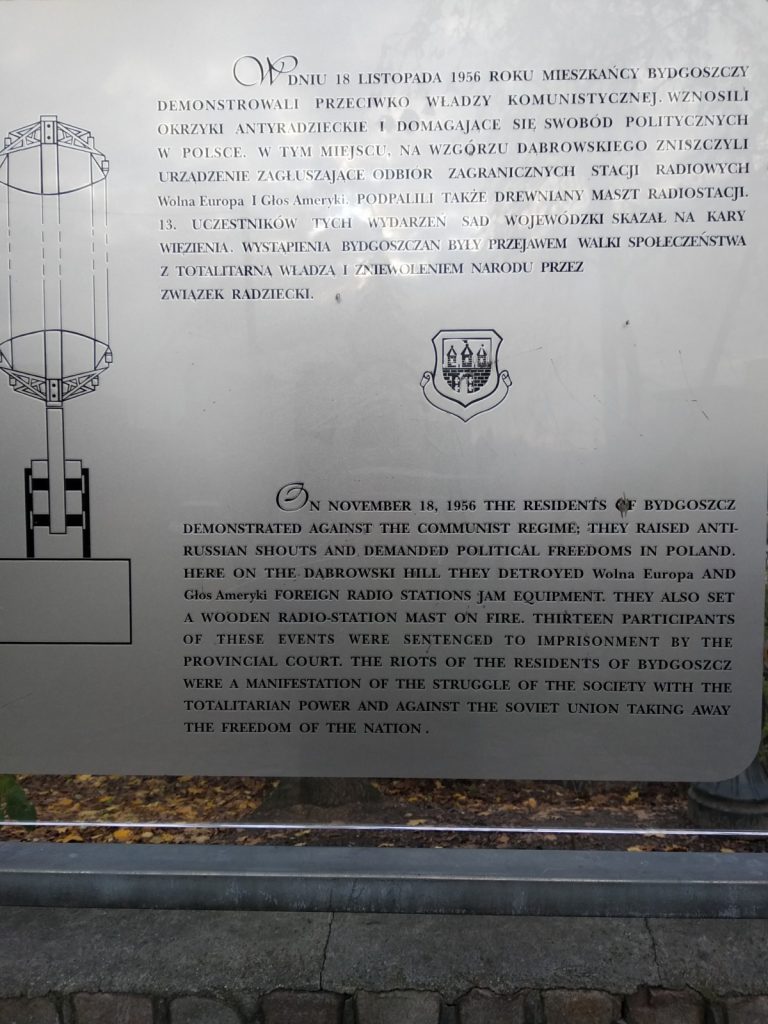 W DNIU 18 LISTOPADA 1956 ROKU MIESZKAŃCY BYDGOSZCZY
DEMONSTROWALI PRZECIWKO WŁADZY KOMUNISTYCZNEJ. WZNOSILI
OKRZYKI ANTYRADZIECKIE I DOMAGAJĄCE SIĘ SWOBÓD POLITYCZNYCH
W POLSCE. W TYM MIEJSCU, NA WZGÓRZU DĄBROWSKIEGO ZNISZCZYLI
URZĄDZENIE ZAGŁUSZAJĄCE ODBIÓR ZAGRANICZNYCH STACJI RADIOWYCH
Wolna Europa I Głos Ameryki. PODPALILI TAKŻE DREWNIANY MASZT RADIOSTACJI.
13. UCZESTNIKÓW TYCH WYDARZEŃ SĄD WOJEWÓDZKI SKAZAŁ NA KARY
WIĘZIENIA. WYSTĄPIENIA BYDGOSZCZAN BYŁY PRZEJAWEM WALKI SPOŁECZEŃSTWA
Z TOTALITARNĄ WŁADZĄ I ZNIEWOLENIEM NARODU PRZEZ
ZWIĄZEK RADZIECKI.
ON NOVEMBER 18, 1956 THE RESIDENTS OF BYDGOSZCZ
DEMONSTRATED AGAINST THE COMMUNIST REGIME; THEY RAISED ANTI-
RUSSIAN SHOUTS AND DEMANDED POLITICAL FREEDOMS IN POLAND.
HERE ON THE DĄBROWSKI HILL THEY DETROYED Wolna Europa AND
Głos Ameryki FOREIGN RADIO STATIONS JAM EQUIPMENT. THEY ALSO SET
A WOODEN RADIO-STATION MAST ON FIRE. THIRTEEN PARTICIPANTS
OF THESE EVENTS WERE SENTENCED TO IMPRISONMENT BY THE
PROVINCIAL COURT. THE RIOTS OF THE RESIDENTS OF BYDGOSZCZ
WERE A MANIFESTATION OF THE STRUGGLE OF THE SOCIETY WITH THE
TOTALITARIAN POWER AND AGAINST THE SOVIET UNION TAKING AWAY
THE FREEDOM OF THE NATION .